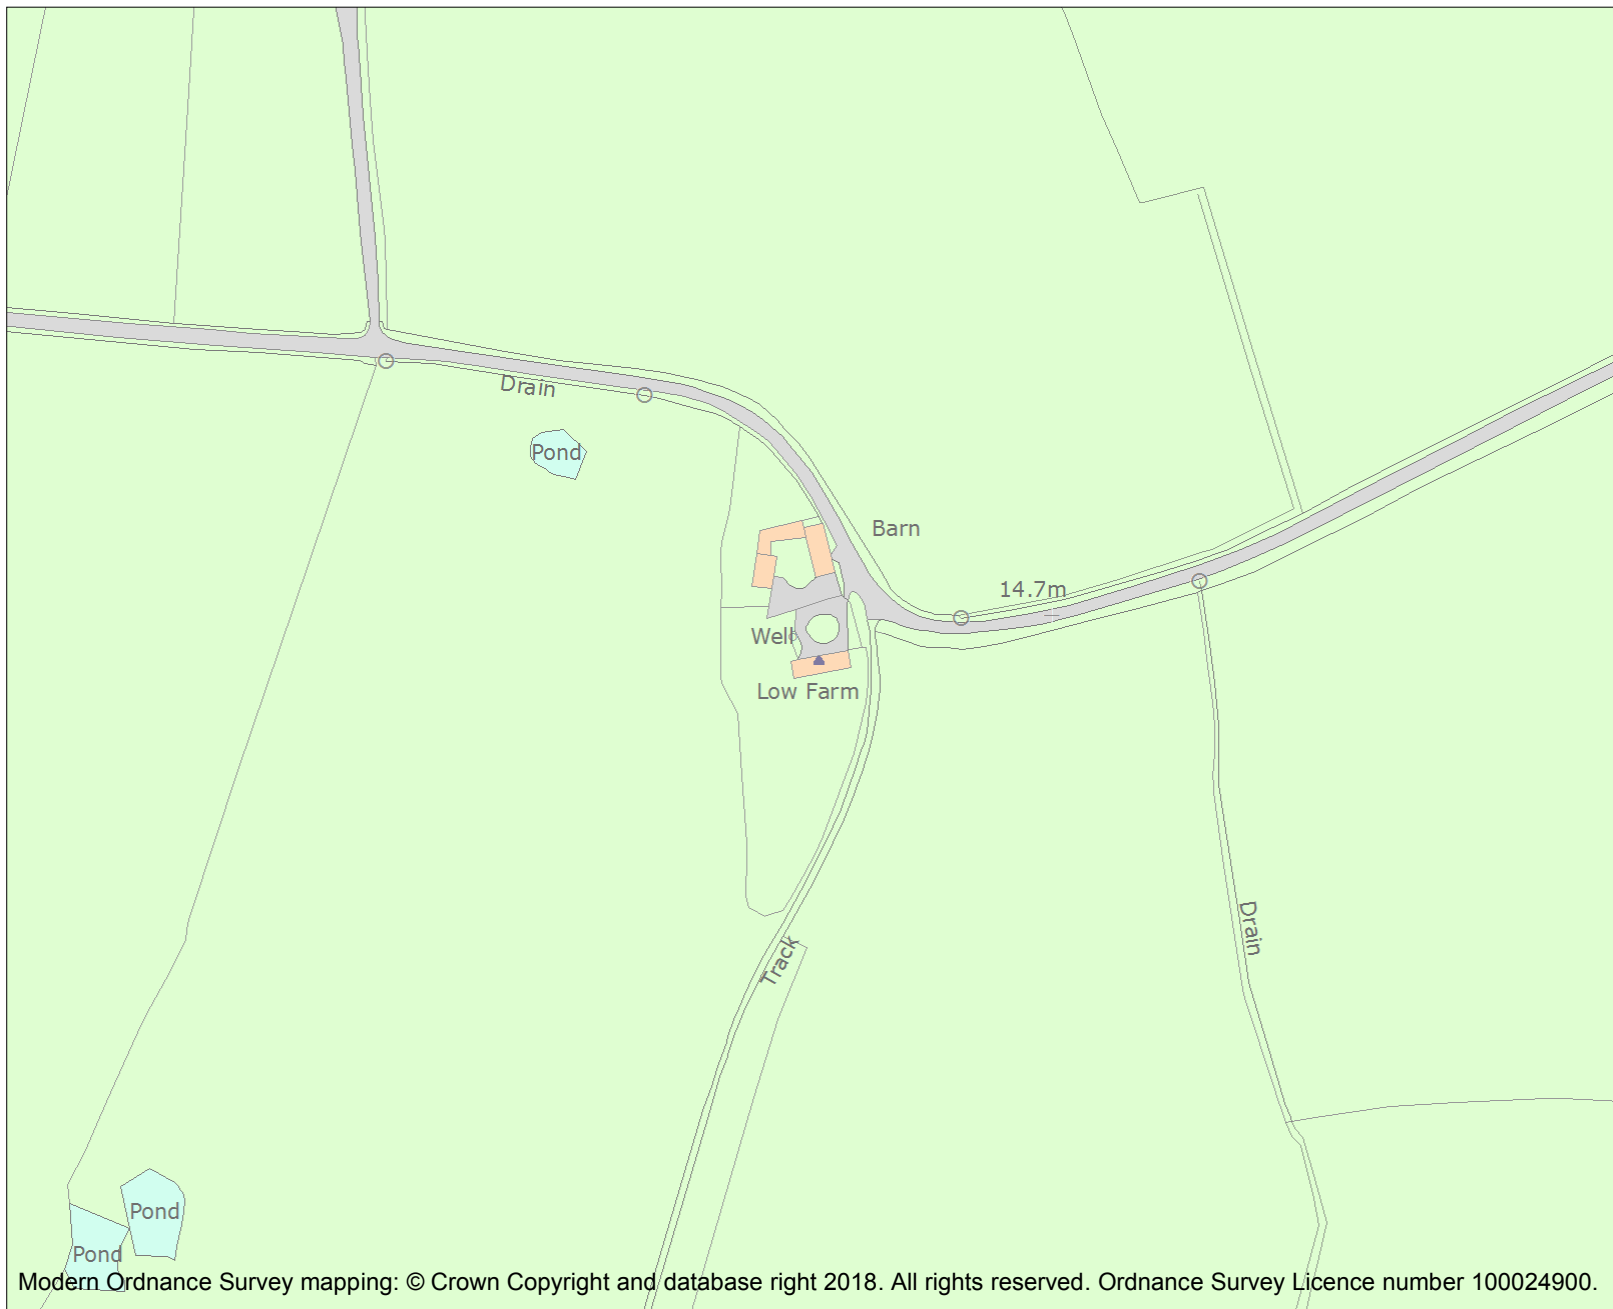 Drain
Pond
Barn
14.7m
Well
Low Farm
Drain
Track
Pond
Pond
Modern Ordnance Survey mapping: © Crown Copyright and database right 2018. All rights reserved. Ordnance Survey Licence number 100024900.